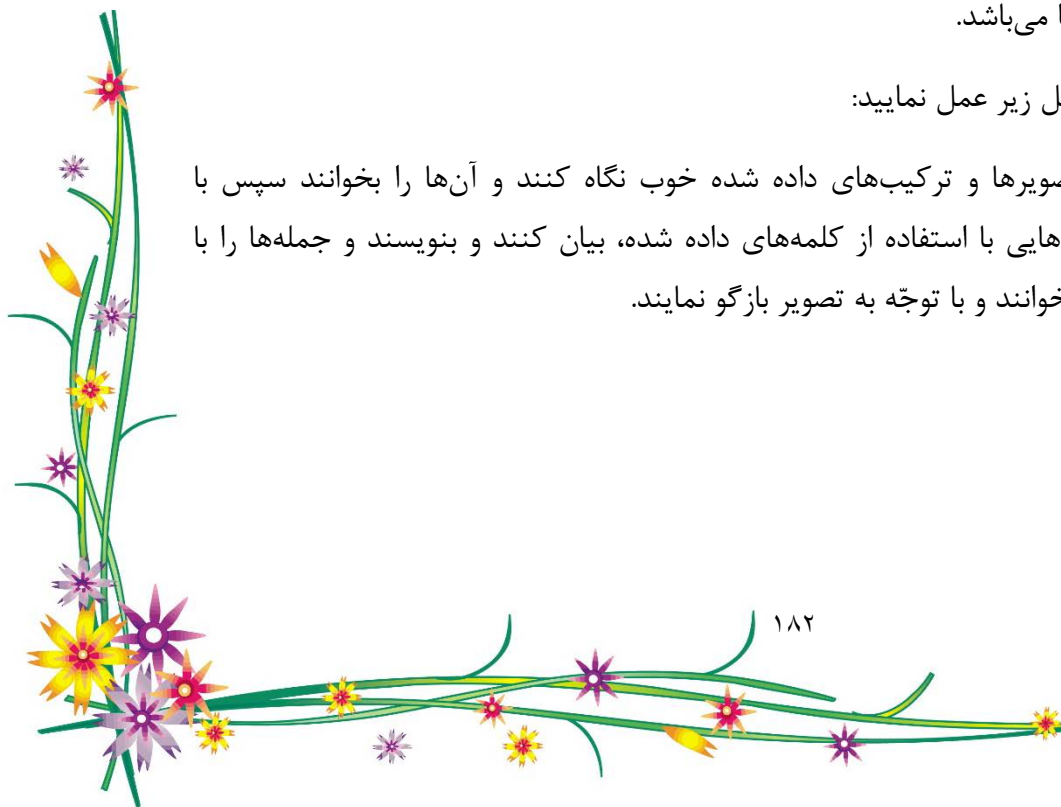 می‌باشد.
زیر عمل نمایید:
و ترکیب‌های داده شده خوب نگاه کنند و آن‌ها را بخوانند سپس با
هایی با استفاده از کلمه‌های داده شده، بیان کنند و بنویسند و جمله‌ها را با
و با توجّه به تصویر بازگو نمایند.
۱۸۲